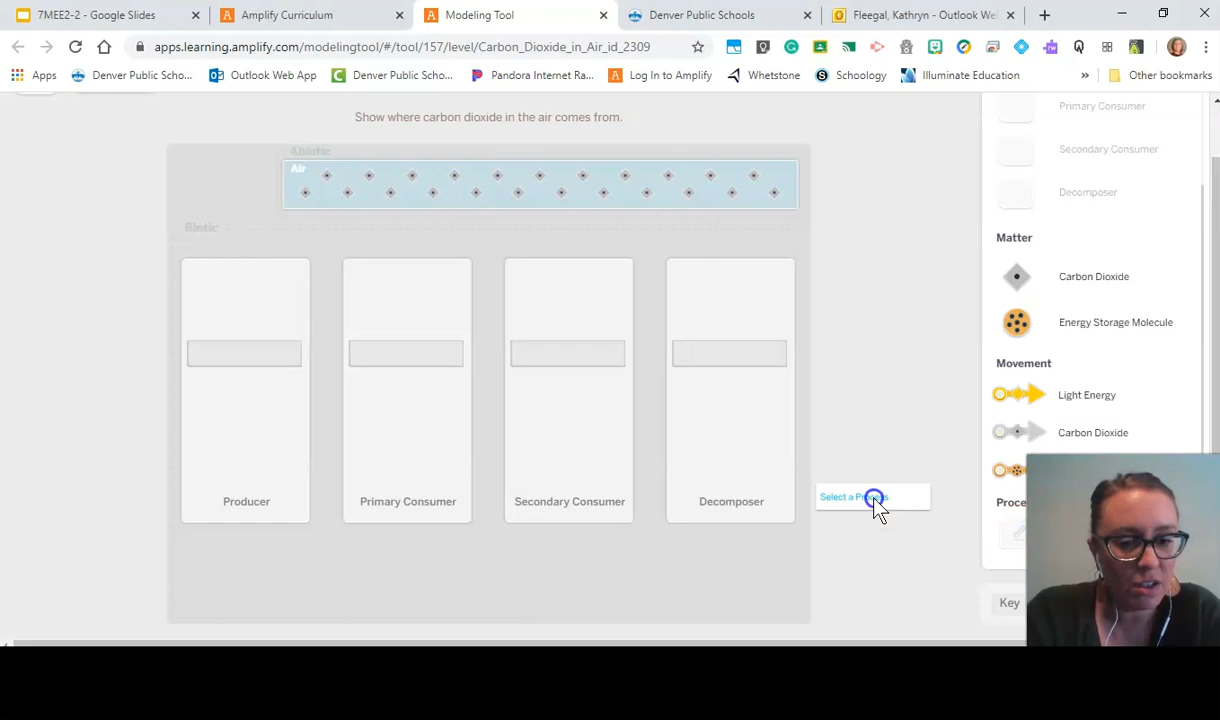 7MEE2-2 - Google Slides
Amplify Curriculum
Modeling Tool
Denver Public Schools
Fleegal, Kathryn - Outlook We
apps.learning.amplify.com/modelingtool/#/tool/157/level/Carbon_Dioxide_in_Air_id_2309
Apps
Denver Public Scho...
Outlook Web App
Denver Public Scho...
Pandora Internet Ra...
Log In to Amplify
Whetstone
Schoology
Illuminate Education
»
Other bookmarks
Show where carbon dioxide in the air comes from.
Abiotic
Air
Biotic
Producer
Primary Consumer
Secondary Consumer
Decomposer
Select a Process
Primary Consumer
Secondary Consumer
Decomposer
Matter
Carbon Dioxide
Energy Storage Molecule
Movement
Light Energy
Carbon Dioxide
Proce
Key